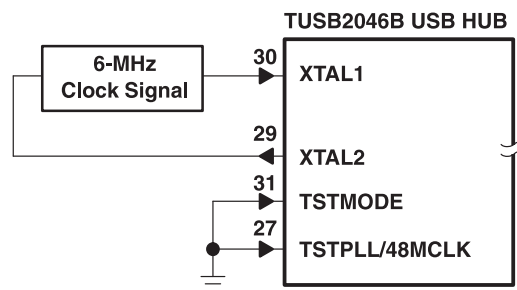 TUSB2046B USB HUB
6-MHz
Clock Signal
30
XTAL1
29
XTAL2
31
TSTMODE
27
TSTPLL/48MCLK